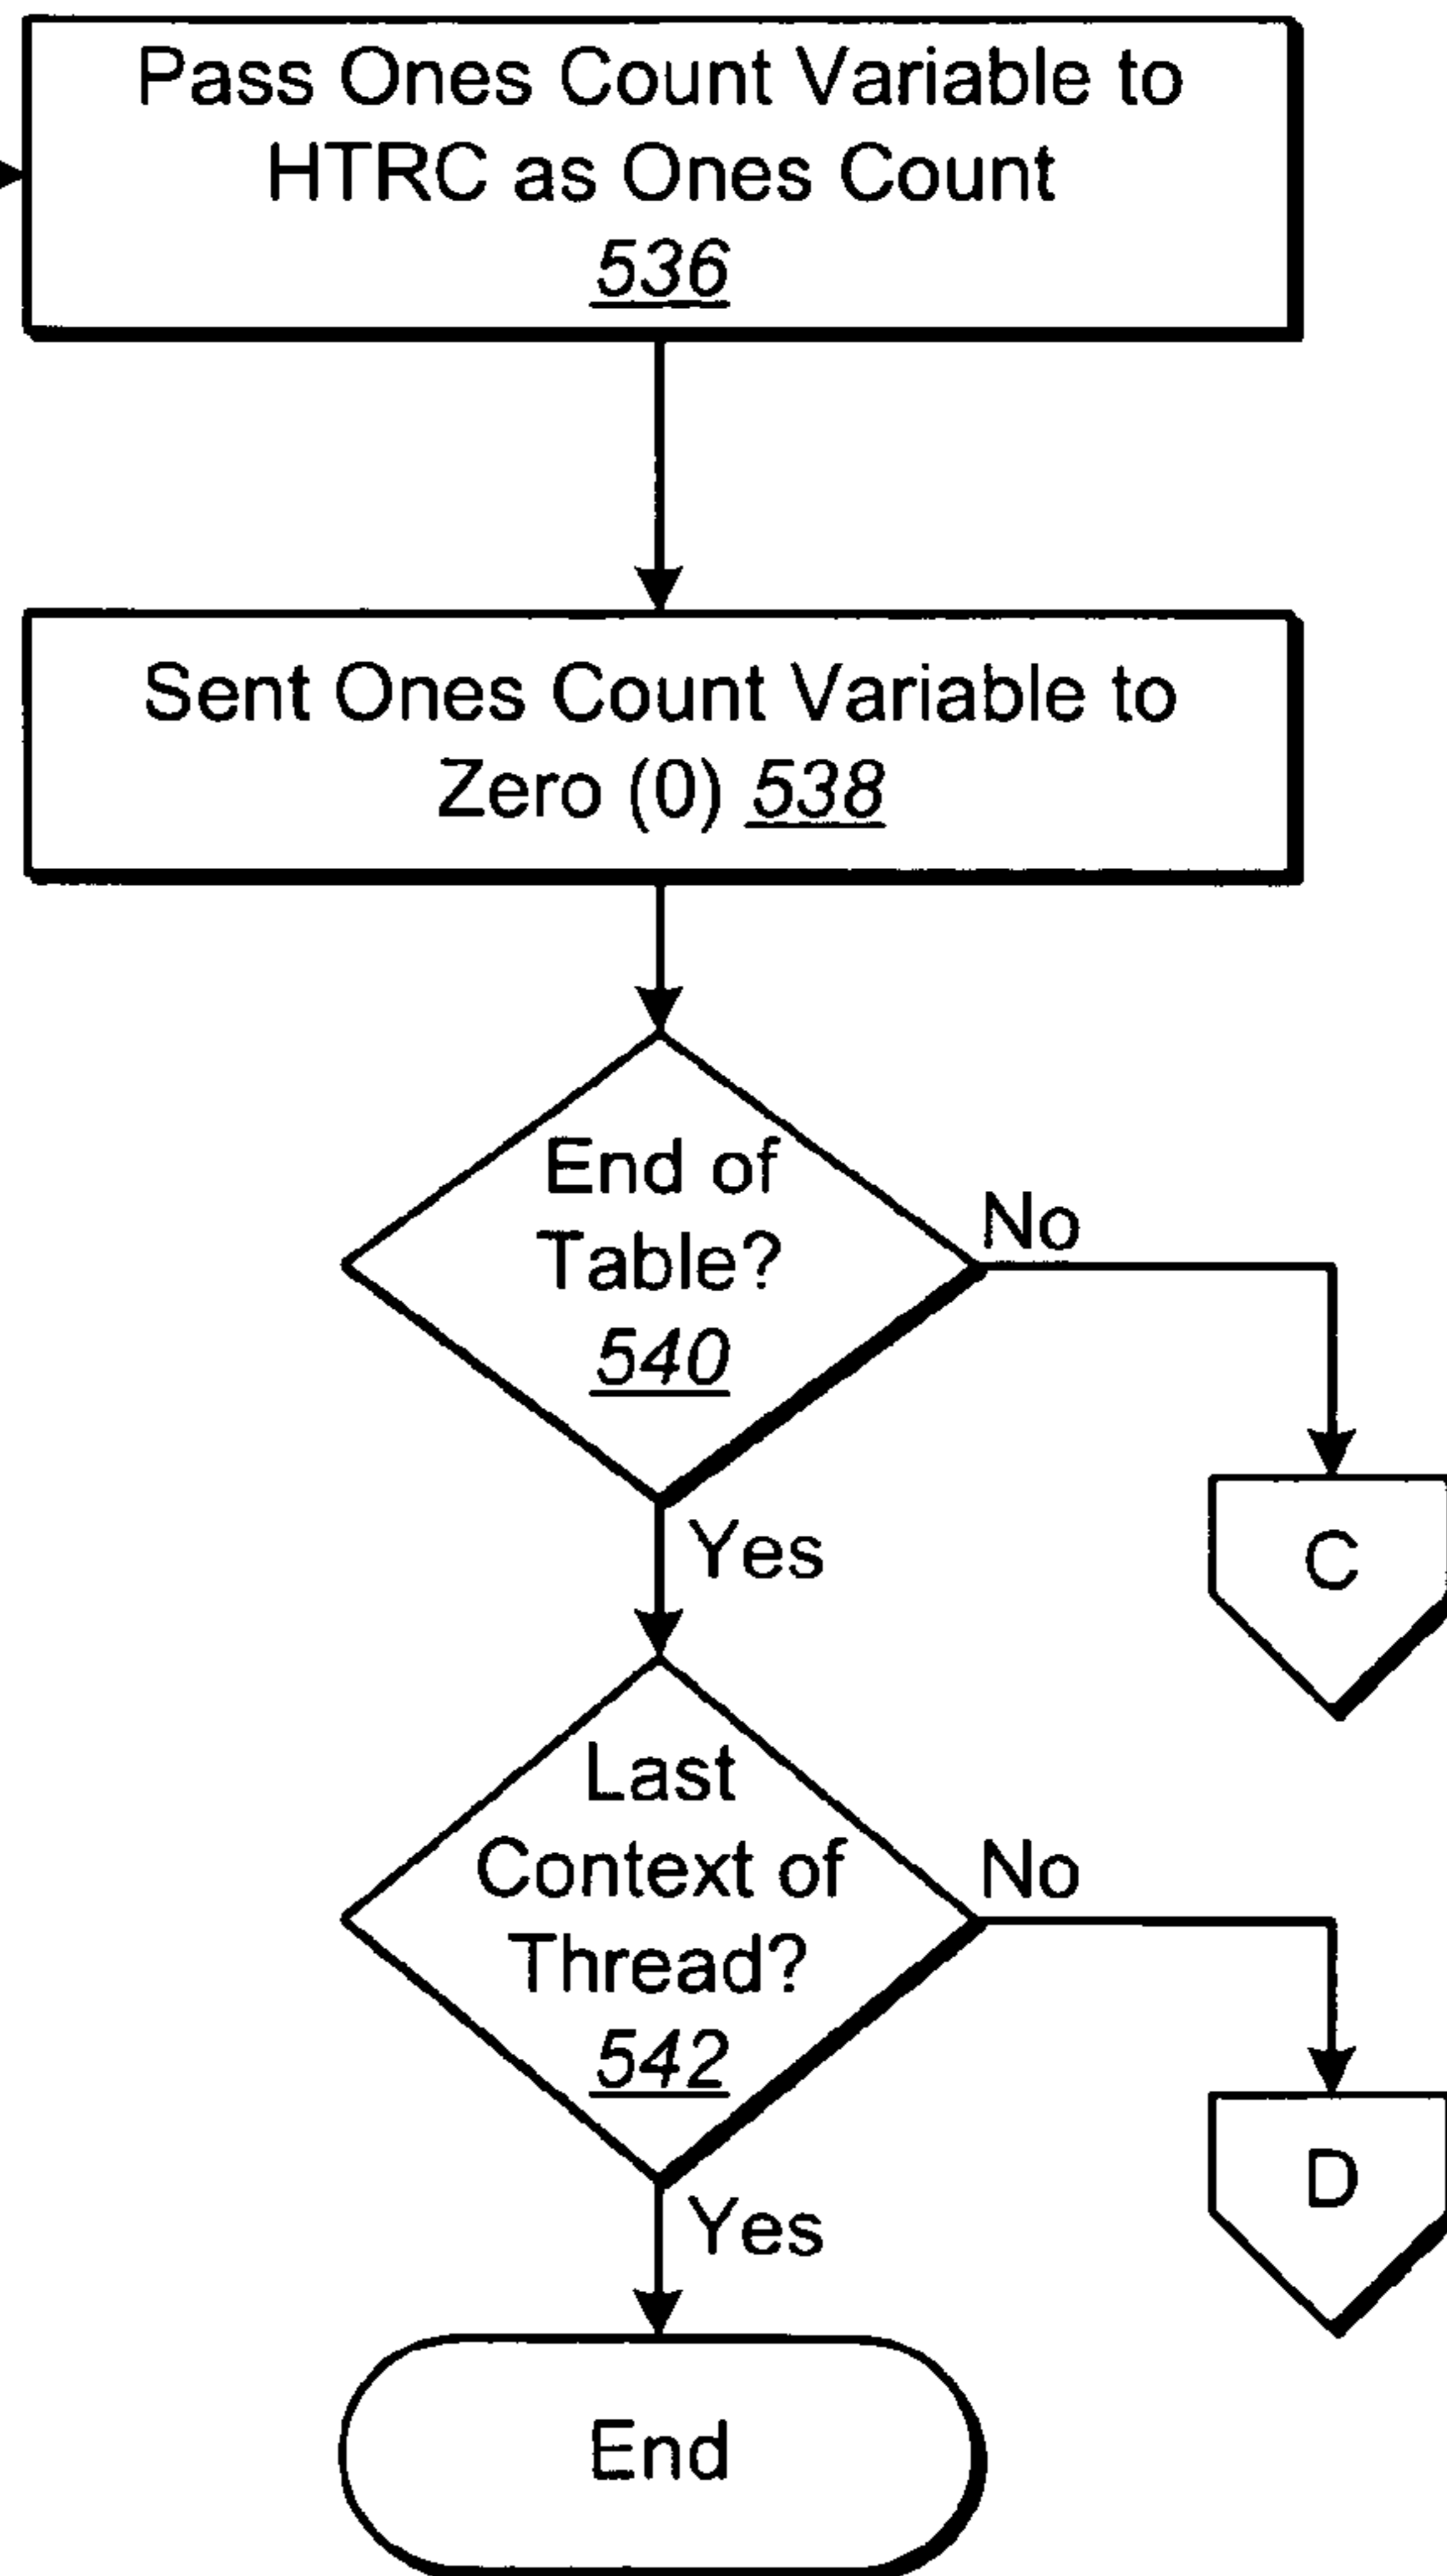 Pass Ones Count Variable to
HTRC as Ones Count
536
Sent Ones Count Variable to
Zero (0) 538
End of
Table?
540
No
C
Yes
Last
Context of
Thread?
542
No
D
Yes
End